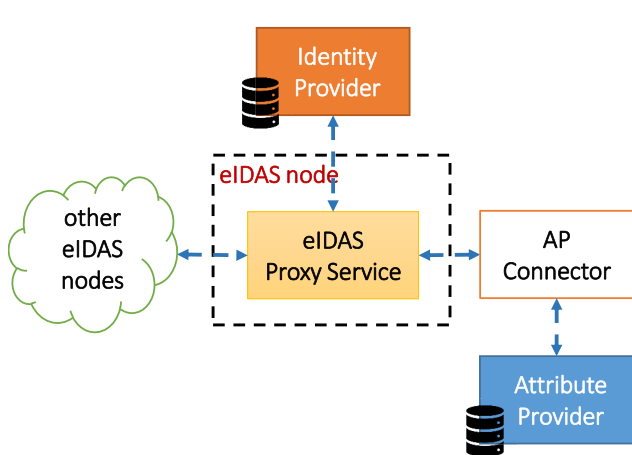 Identity
Provider
eIDAS node
other
eIDAS
nodes
eIDAS
Proxy Service
AP
Connector
Attribute
Provider